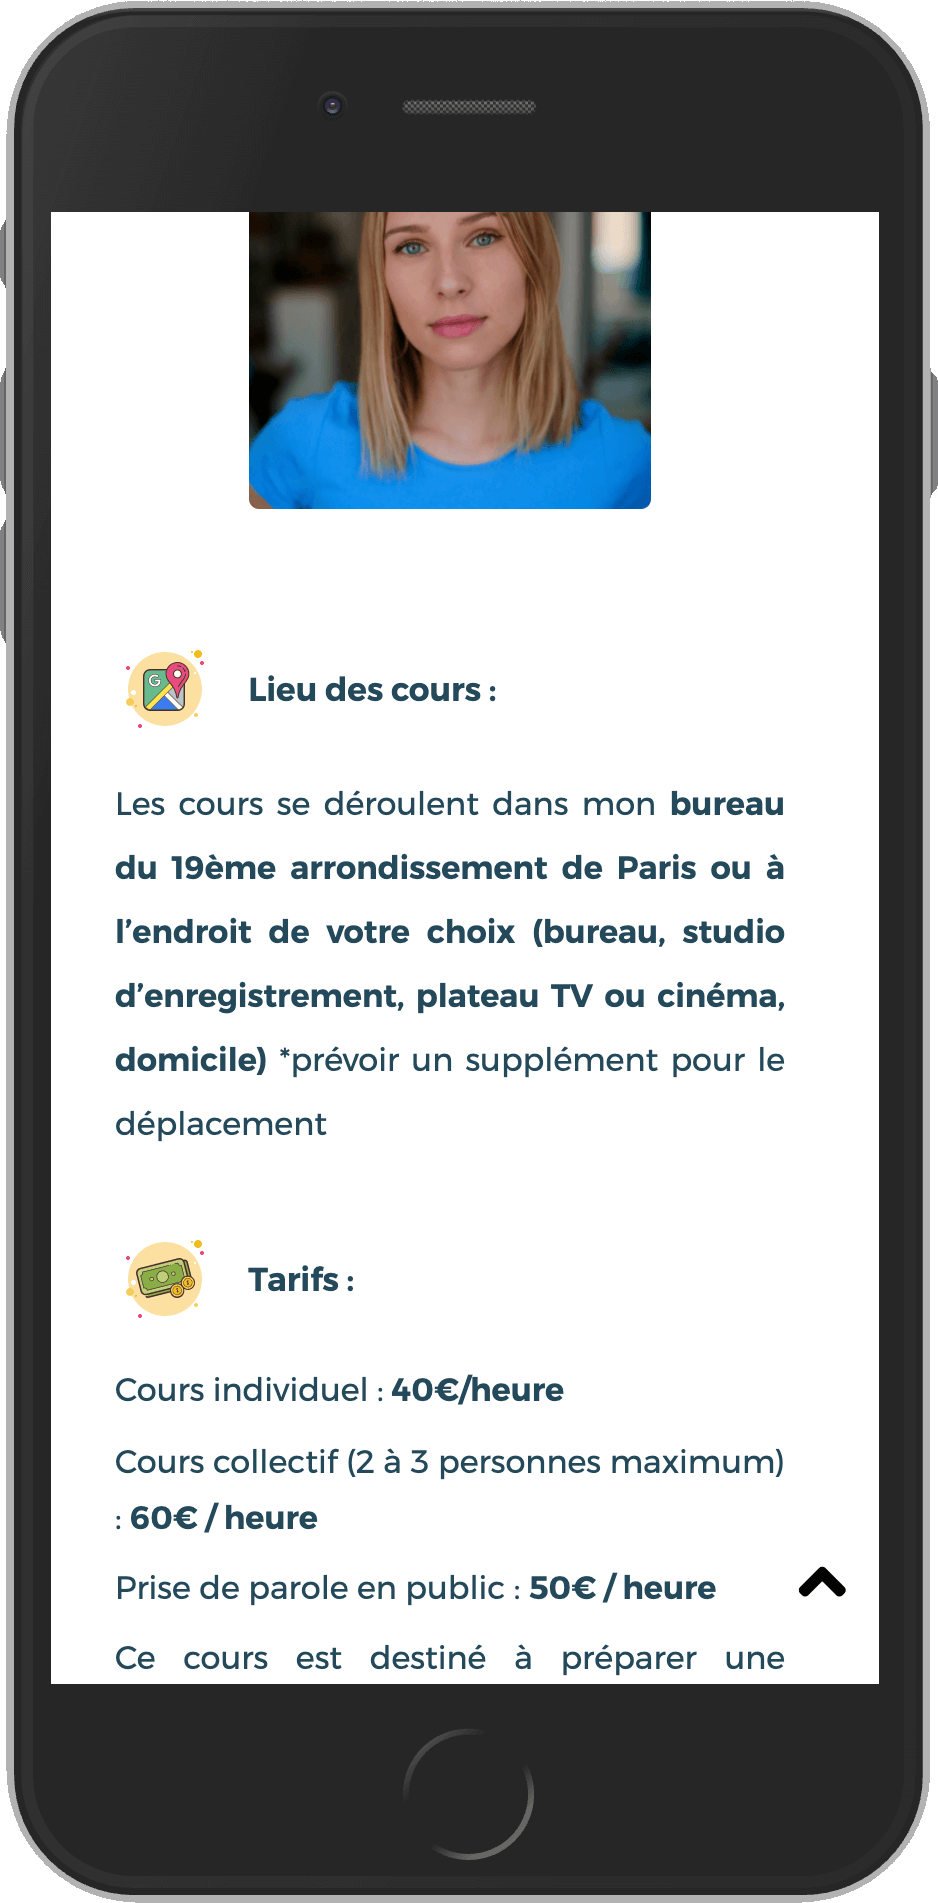 G
Lieu des cours :
Les cours se déroulent dans mon bureau
du 19ème arrondissement de Paris ou à
l’endroit de votre choix (bureau, studio
d’enregistrement, plateau TV ou cinéma,
domicile) *prévoir un supplément pour le
déplacement
Tarifs :
Cours individuel : 40€/heure
Cours collectif (2 à 3 personnes maximum)
: 60€ / heure
Prise de parole en public : 50€ / heure
Ce cours est destiné à préparer une